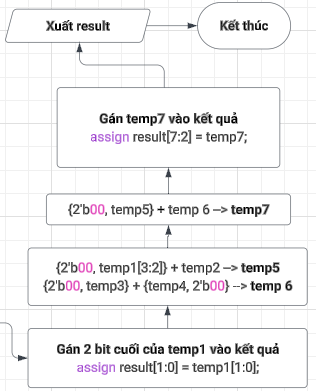 Xuất result
Kết thúc
Gán temp7 vào kết quả
assign result[7:2] = temp7;
{2'b00, temp5} + temp 6 –> temp7
{2'b00, temp1[3:2]} + temp2 –> temp5
{2'b00, temp3} + {temp4, 2'b00} --> temp 6
Gán 2 bit cuối của temp1 vào kết quả
assign result[1:0] = temp1[1:0];